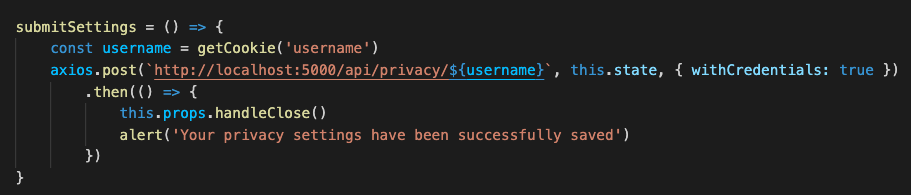 submitSettings = () => {
    const username = getCookie('username')
    axios.post(`http://localhost:5000/api/privacy/${username}`, this.state, { withCredentials: true })
        .then(() => {
            this.props.handleClose()
            alert('Your privacy settings have been successfully saved')
        })
}